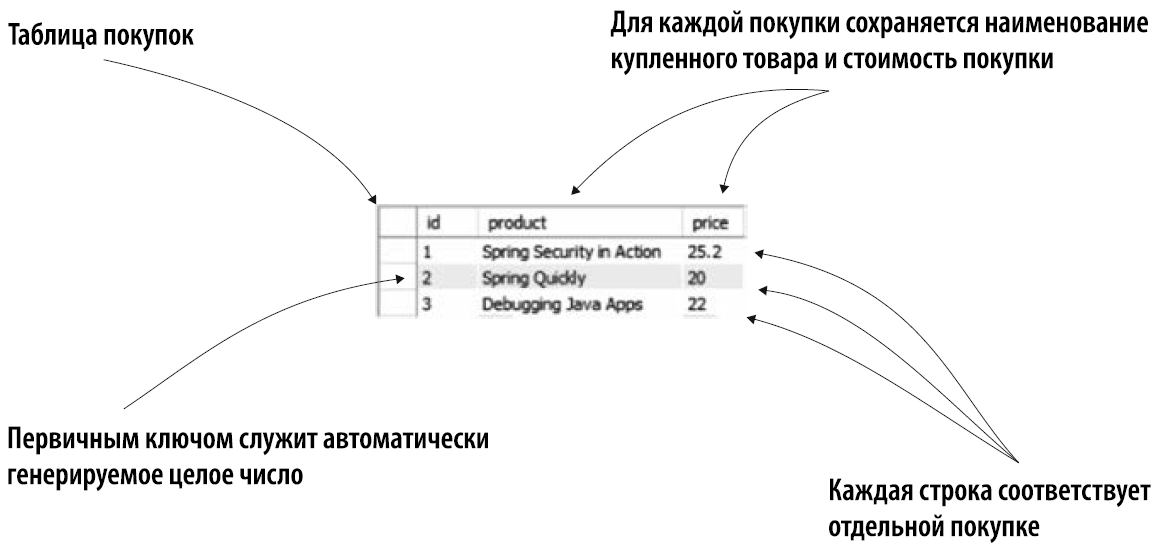 Таблица покупок
Для каждой покупки сохраняется наименование
купленного товара и стоимость покупки
id product price
1 Spring Security in Action 25.2
2 Spring Quickly 20
3 Debugging Java Apps 22
Первичным ключом служит автоматически
генерируемое целое число
Каждая строка соответствует
отдельной покупке